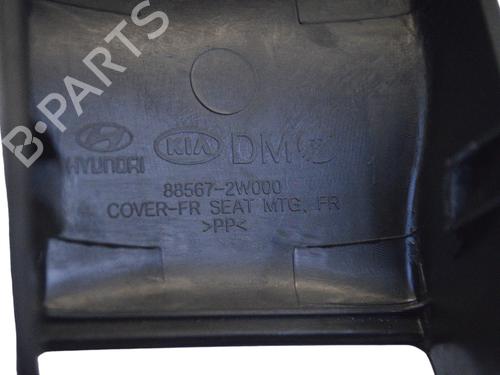 B-PARTS
HYUNDAI KIA DM
88567-2W000
COVER-FR SEAT MTG, FR
>PP<